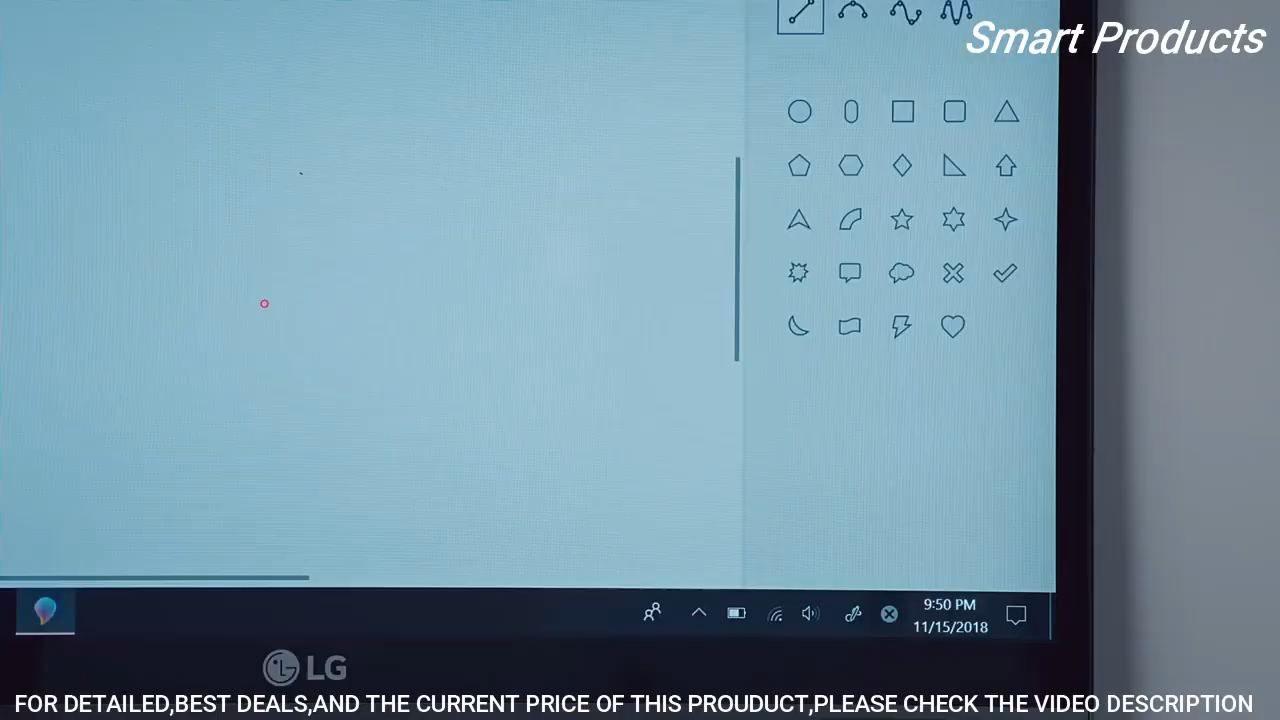 Smart Products
9:50 PM
11/15/2018
LG
FOR DETAILED,BEST DEALS,AND THE CURRENT PRICE OF THIS PROUDUCT,PLEASE CHECK THE VIDEO DESCRIPTION